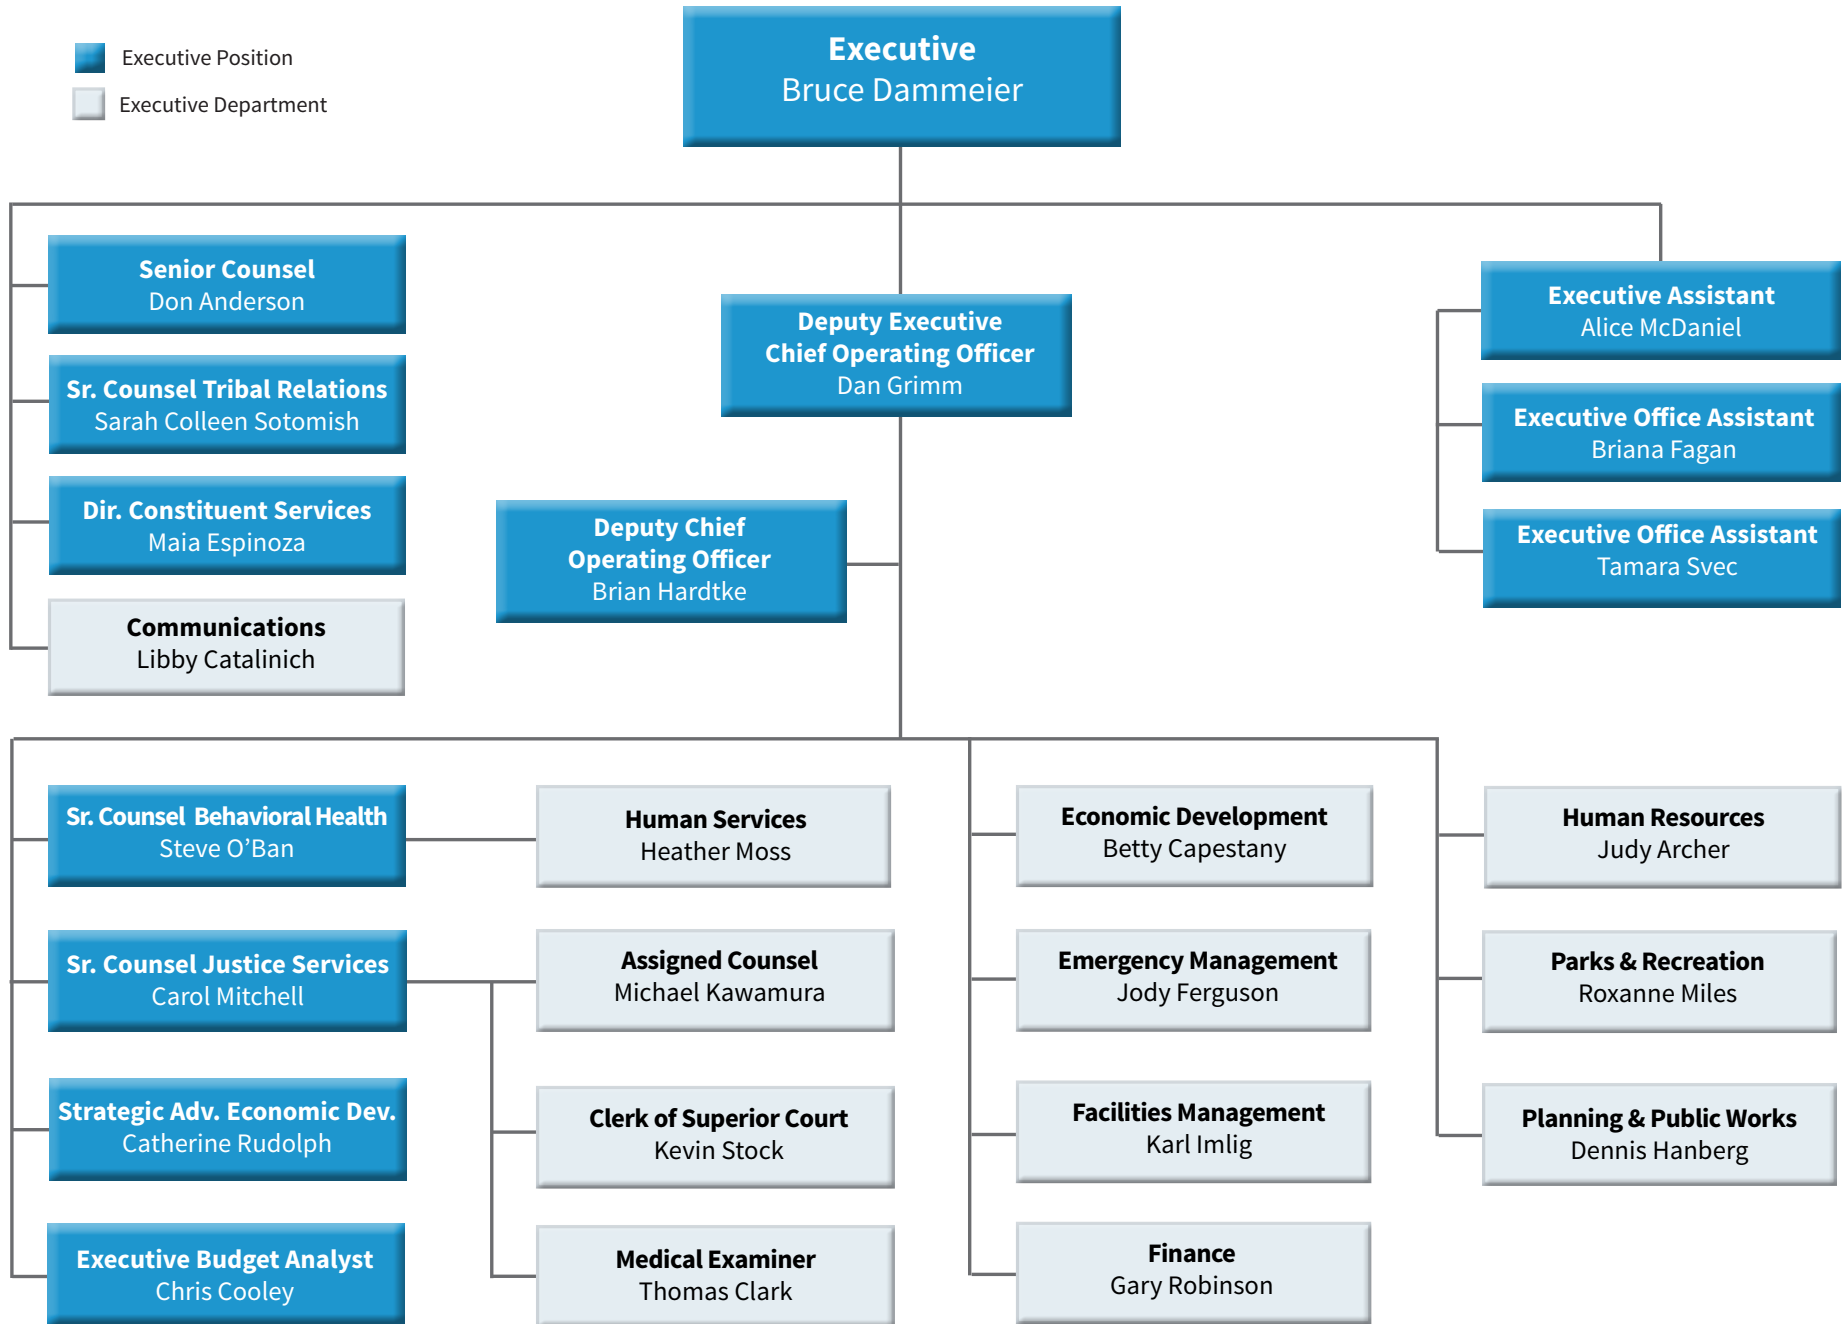 Executive Position
Executive Department
Executive
Bruce Dammeier
Senior Counsel
Don Anderson
Sr. Counsel Tribal Relations
Sarah Colleen Sotomish
Dir. Constituent Services
Maia Espinoza
Communications
Libby Catalinich
Deputy Executive
Chief Operating Officer
Dan Grimm
Deputy Chief
Operating Officer
Brian Hardtke
Executive Assistant
Alice McDaniel
Executive Office Assistant
Briana Fagan
Executive Office Assistant
Tamara Svec
Sr. Counsel Behavioral Health
Steve O’Ban
Sr. Counsel Justice Services
Carol Mitchell
Strategic Adv. Economic Dev.
Catherine Rudolph
Executive Budget Analyst
Chris Cooley
Human Services
Heather Moss
Assigned Counsel
Michael Kawamura
Clerk of Superior Court
Kevin Stock
Medical Examiner
Thomas Clark
Economic Development
Betty Capestany
Emergency Management
Jody Ferguson
Facilities Management
Karl Imlig
Finance
Gary Robinson
Human Resources
Judy Archer
Parks & Recreation
Roxanne Miles
Planning & Public Works
Dennis Hanberg